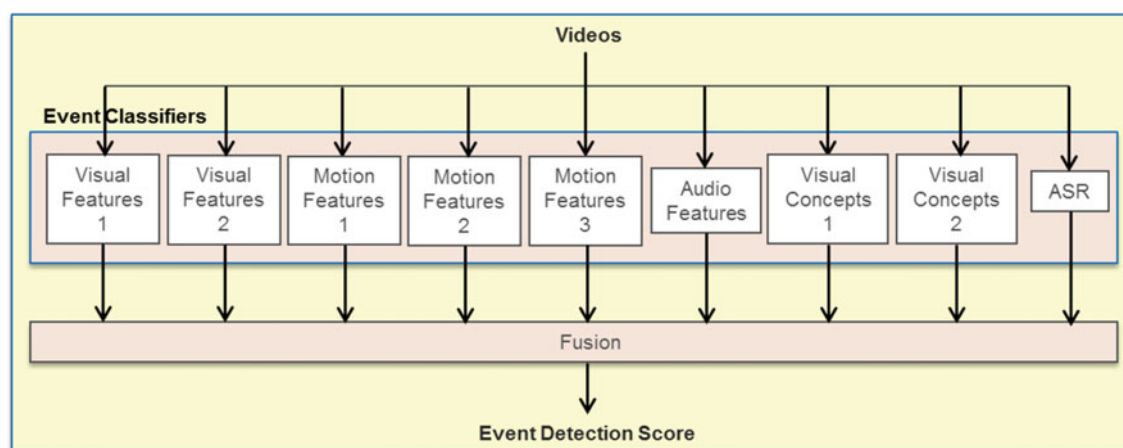 Videos
Event Classifiers
Visual
Features
1
Visual
Features
2
Motion
Features
1
Motion
Features
2
Motion
Features
3
Audio
Features
Visual
Concepts
1
Visual
Concepts
2
ASR
Fusion
Event Detection Score